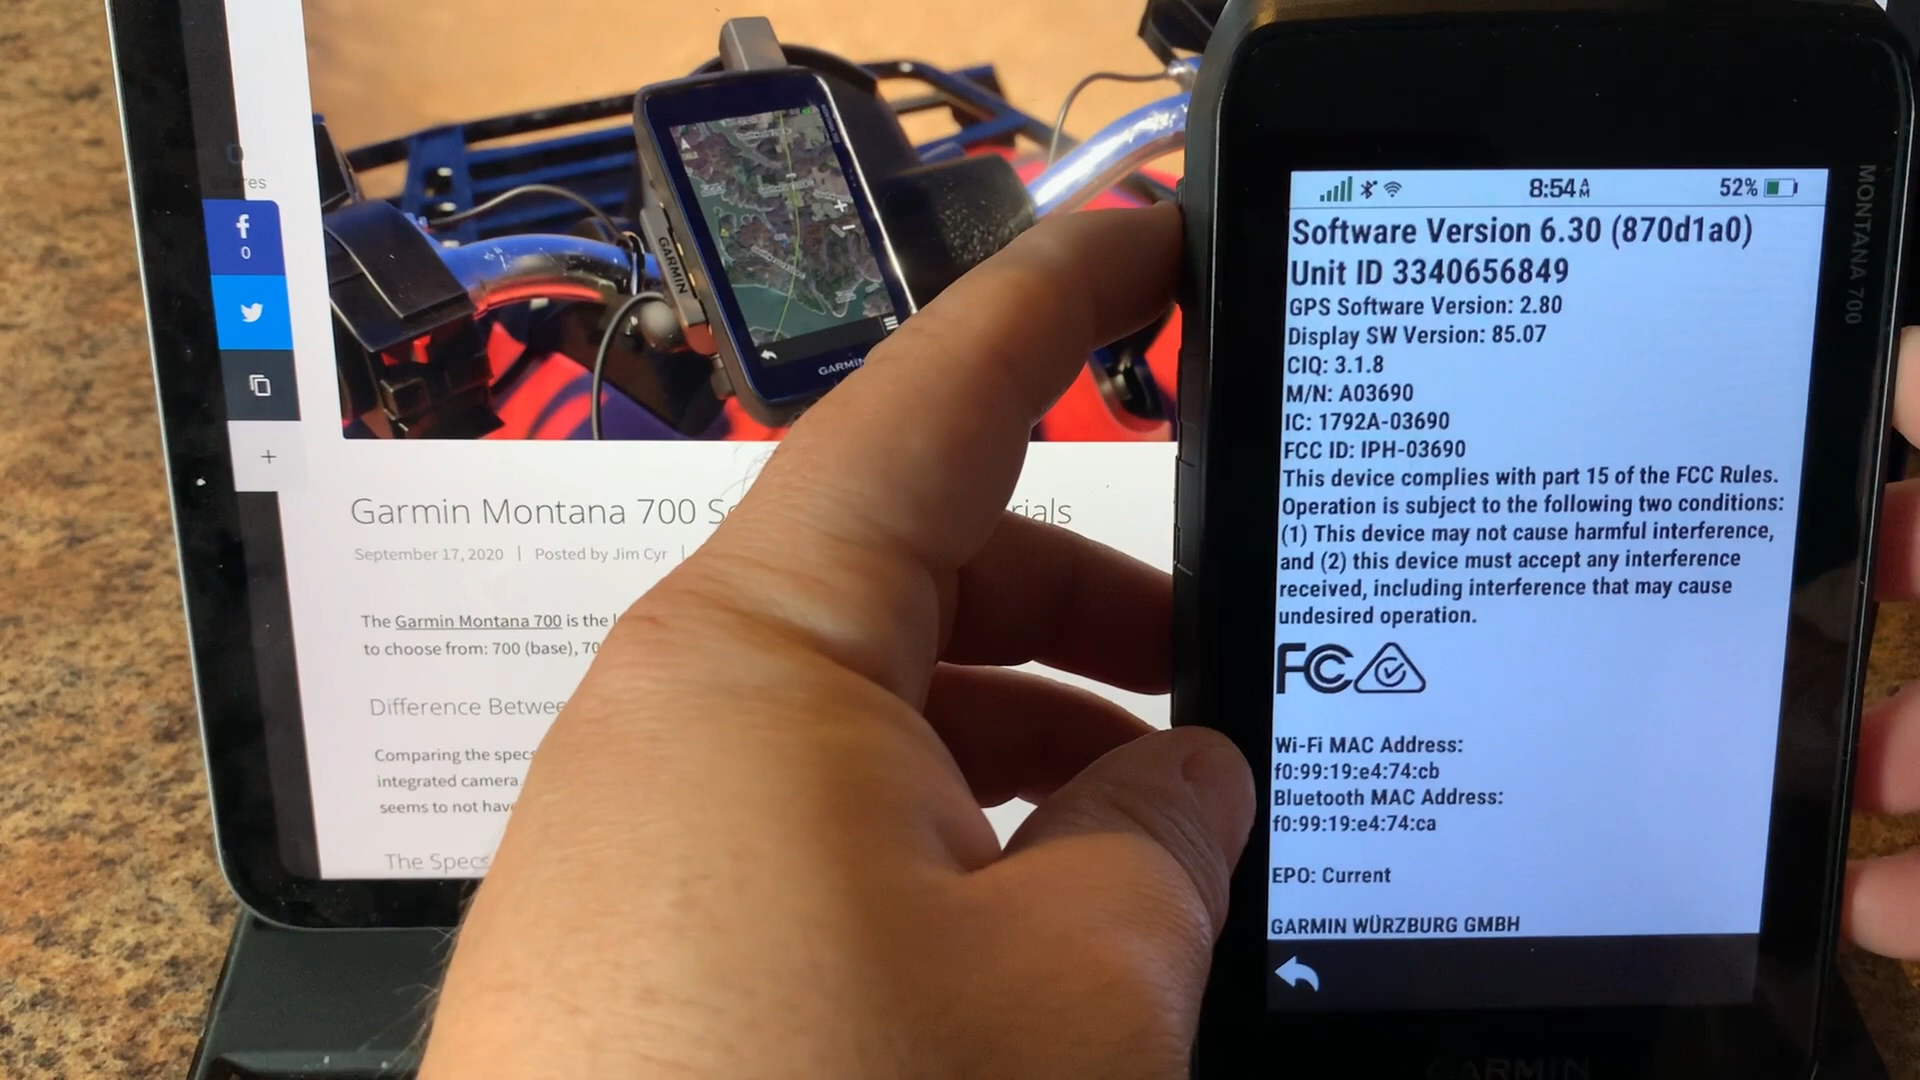 Shares
0
GARMIN
GARMIN
Garmin Montana 700
September 17, 2020 | Posted by Jim Cyr |
The Garmin Montana 700 is the
to choose from: 700 (base),
Difference
Comparing the
integrated camera.
seems to not
The Specs
MONTANA 700
8:54 AM
52%
Software Version 6.30 (870d1a0)
Unit ID 3340656849
GPS Software Version: 2.80
Display SW Version: 85.07
CIQ: 3.1.8
M/N: A03690
IC: 1792A-03690
FCC ID: IPH-03690
This device complies with part 15 of the FCC Rules.
Operation is subject to the following two conditions:
(1) This device may not cause harmful interference,
and (2) this device must accept any interference
received, including interference that may cause
undesired operation.
FC
Wi-Fi MAC Address:
f0:99:19:e4:74:cb
Bluetooth MAC Address:
f0:99:19:e4:74:ca
EPO: Current
GARMIN WÜRZBURG GMBH
GARMIN